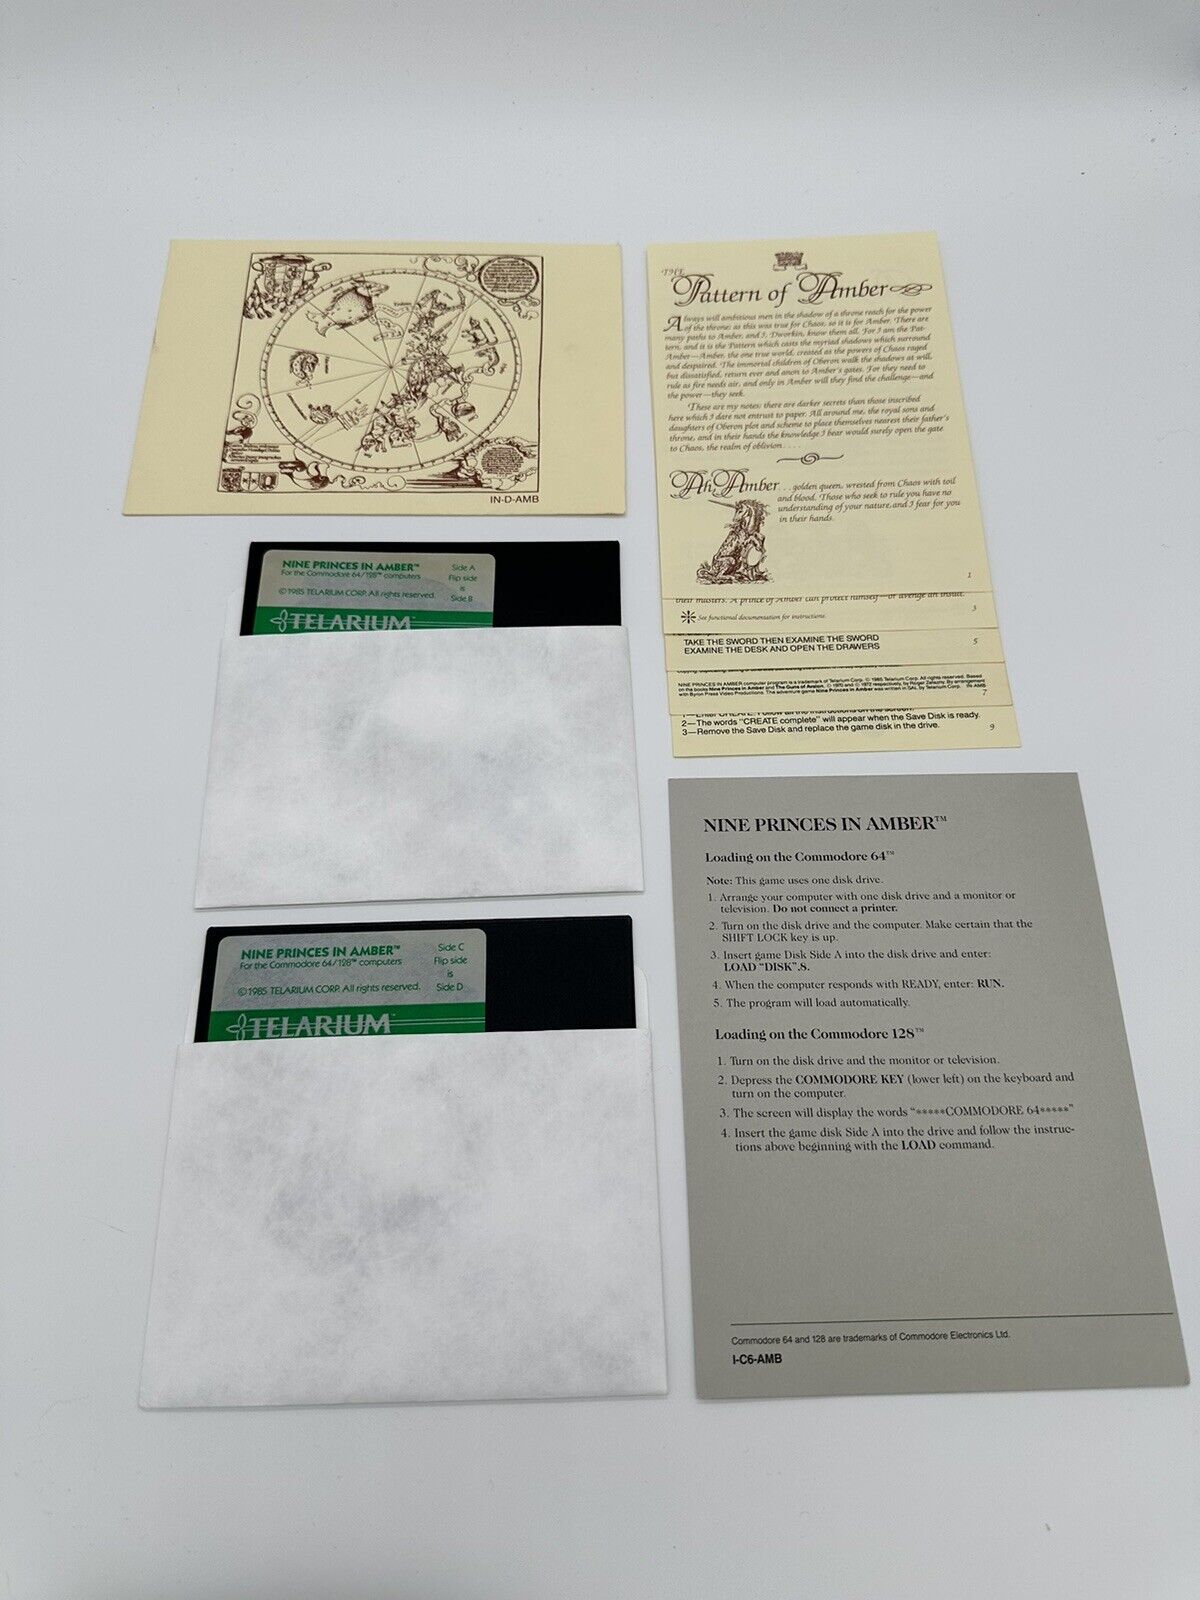 IN-D-AMB
THE
Pattern of Amber
Always will ambitious men in the shadow of a throne reach for the power
of the throne; as this was true for Chaos, so it is for Amber. There are
many paths to Amber, and I, Dworkin, know them all. For I am the Pat-
tern, and it is the Pattern which casts the myriad shadows which surround
Amber—Amber, the one true world, created as the powers of Chaos raged
and despaired. The immortal children of Oberon walk the shadows at will,
but dissatisfied, return ever and anon to Amber's gates. For they need to
rule as fire needs air, and only in Amber will they find the challenge—and
the power—they seek.
These are my notes; there are darker secrets than those inscribed
here which I dare not entrust to paper. All around me, the royal sons and
daughters of Oberon plot and scheme to place themselves nearest their father's
throne, and in their hands the knowledge I bear would surely open the gate
to Chaos, the realm of oblivion . . . .
Ah, Amber . . . golden queen, wrested from Chaos with toil
and blood. Those who seek to rule you have no
understanding of your nature, and I fear for you
in their hands.
1
their masters. A prince of Amber can protect himself—or avenge an insult.
3
See functional documentation for instructions.
TAKE THE SWORD THEN EXAMINE THE SWORD
5
EXAMINE THE DESK AND OPEN THE DRAWERS
NINE PRINCES IN AMBER computer program is a trademark of Telarium Corp. © 1985 Telarium Corp. All rights reserved. Based
on the books Nine Princes in Amber and The Guns of Avalon, © 1970 and © 1972 respectively, by Roger Zelazny. By arrangement
with Byron Preiss Video Productions. The adventure game Nine Princes in Amber was written in SAL by Telarium Corp. IN AMB
7
1—Enter CREATE. Follow all the instructions on the screen.
2—The words "CREATE complete" will appear when the Save Disk is ready.
3—Remove the Save Disk and replace the game disk in the drive.
9
NINE PRINCES IN AMBER™
For the Commodore 64/128™ computers
© 1985 TELARIUM CORP. All rights reserved.
Side A
Flip side
is
Side B
TELARIUM
NINE PRINCES IN AMBER™
For the Commodore 64/128™ computers
© 1985 TELARIUM CORP. All rights reserved.
Side C
Flip side
is
Side D
TELARIUM™
NINE PRINCES IN AMBER™
Loading on the Commodore 64™
Note: This game uses one disk drive.
1. Arrange your computer with one disk drive and a monitor or
television. Do not connect a printer.
2. Turn on the disk drive and the computer. Make certain that the
SHIFT LOCK key is up.
3. Insert game Disk Side A into the disk drive and enter:
LOAD "DISK",8.
4. When the computer responds with READY, enter: RUN.
5. The program will load automatically.
Loading on the Commodore 128™
1. Turn on the disk drive and the monitor or television.
2. Depress the COMMODORE KEY (lower left) on the keyboard and
turn on the computer.
3. The screen will display the words "*****COMMODORE 64*****"
4. Insert the game disk Side A into the drive and follow the instruc-
tions above beginning with the LOAD command.
Commodore 64 and 128 are trademarks of Commodore Electronics Ltd.
I-C6-AMB